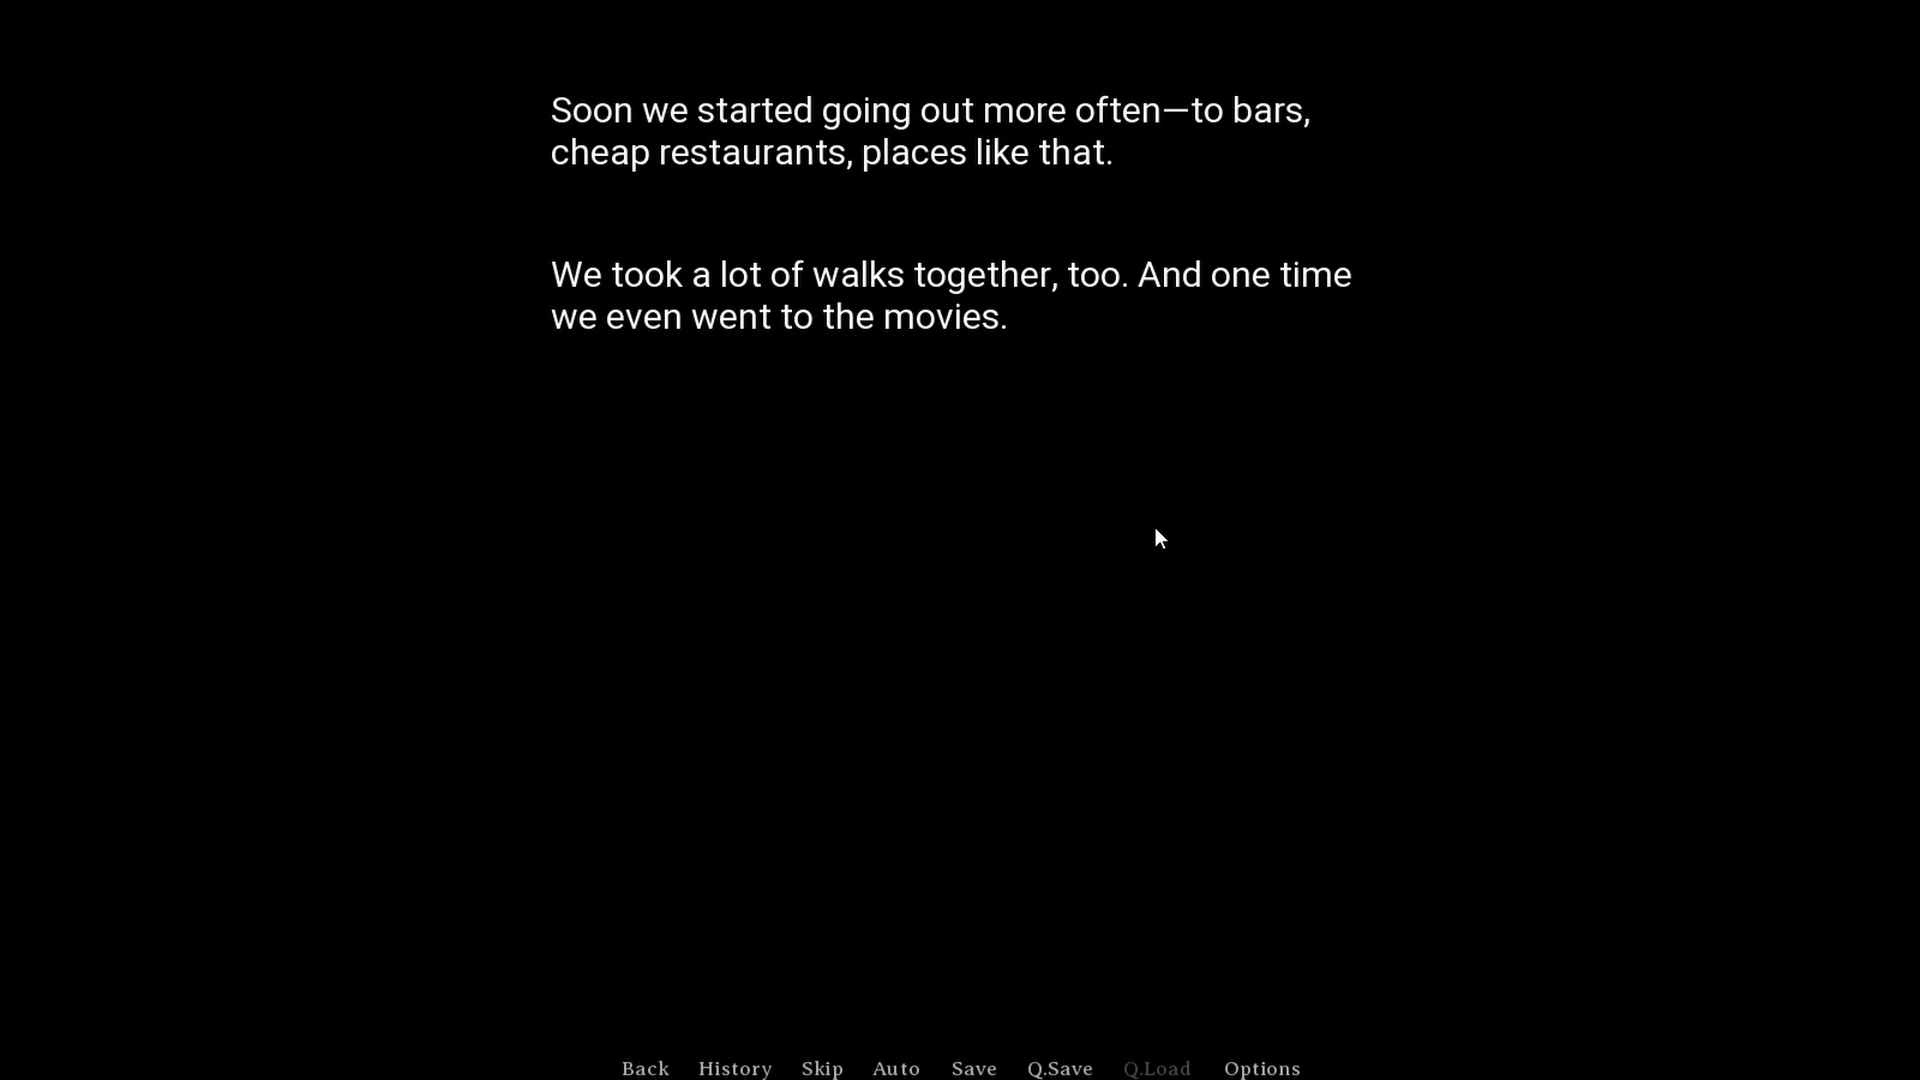 Soon we started going out more often—to bars,
cheap restaurants, places like that.
We took a lot of walks together, too. And one time
we even went to the movies.
Back History Skip Auto Save Q.Save Q.Load Options